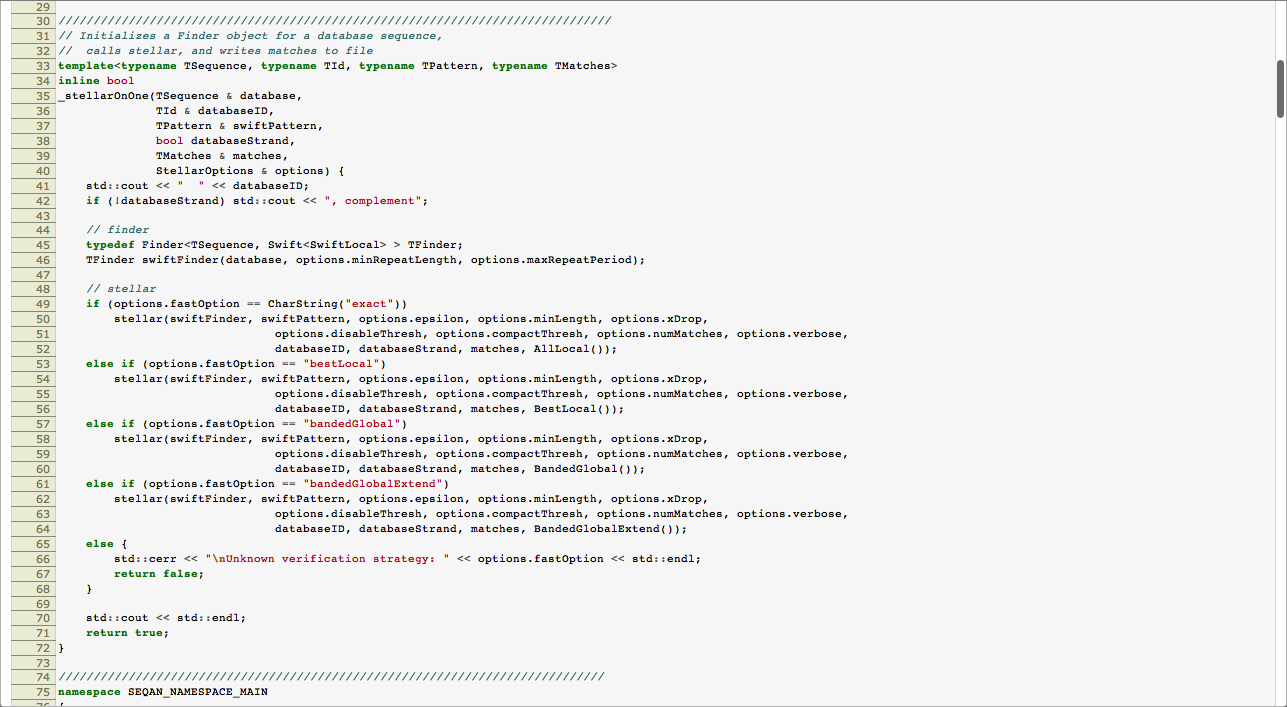 29
30 ///////////////////////////////////////////////////////////////////////////////
31 // Initializes a Finder object for a database sequence,
32 //  calls stellar, and writes matches to file
33 template<typename TSequence, typename TId, typename TPattern, typename TMatches>
34 inline bool
35 _stellarOnOne(TSequence & database,
36               TId & databaseID,
37               TPattern & swiftPattern,
38               bool databaseStrand,
39               TMatches & matches,
40               StellarOptions & options) {
41     std::cout << "  " << databaseID;
42     if (!databaseStrand) std::cout << ", complement";
43
44     // finder
45     typedef Finder<TSequence, Swift<SwiftLocal> > TFinder;
46     TFinder swiftFinder(database, options.minRepeatLength, options.maxRepeatPeriod);
47
48     // stellar
49     if (options.fastOption == CharString("exact"))
50         stellar(swiftFinder, swiftPattern, options.epsilon, options.minLength, options.xDrop,
51                                options.disableThresh, options.compactThresh, options.numMatches, options.verbose,
52                                databaseID, databaseStrand, matches, AllLocal());
53     else if (options.fastOption == "bestLocal")
54         stellar(swiftFinder, swiftPattern, options.epsilon, options.minLength, options.xDrop,
55                                options.disableThresh, options.compactThresh, options.numMatches, options.verbose,
56                                databaseID, databaseStrand, matches, BestLocal());
57     else if (options.fastOption == "bandedGlobal")
58         stellar(swiftFinder, swiftPattern, options.epsilon, options.minLength, options.xDrop,
59                                options.disableThresh, options.compactThresh, options.numMatches, options.verbose,
60                                databaseID, databaseStrand, matches, BandedGlobal());
61     else if (options.fastOption == "bandedGlobalExtend")
62         stellar(swiftFinder, swiftPattern, options.epsilon, options.minLength, options.xDrop,
63                                options.disableThresh, options.compactThresh, options.numMatches, options.verbose,
64                                databaseID, databaseStrand, matches, BandedGlobalExtend());
65     else {
66         std::cerr << "\nUnknown verification strategy: " << options.fastOption << std::endl;
67         return false;
68     }
69
70     std::cout << std::endl;
71     return true;
72 }
73
74 //////////////////////////////////////////////////////////////////////////////
75 namespace SEQAN_NAMESPACE_MAIN